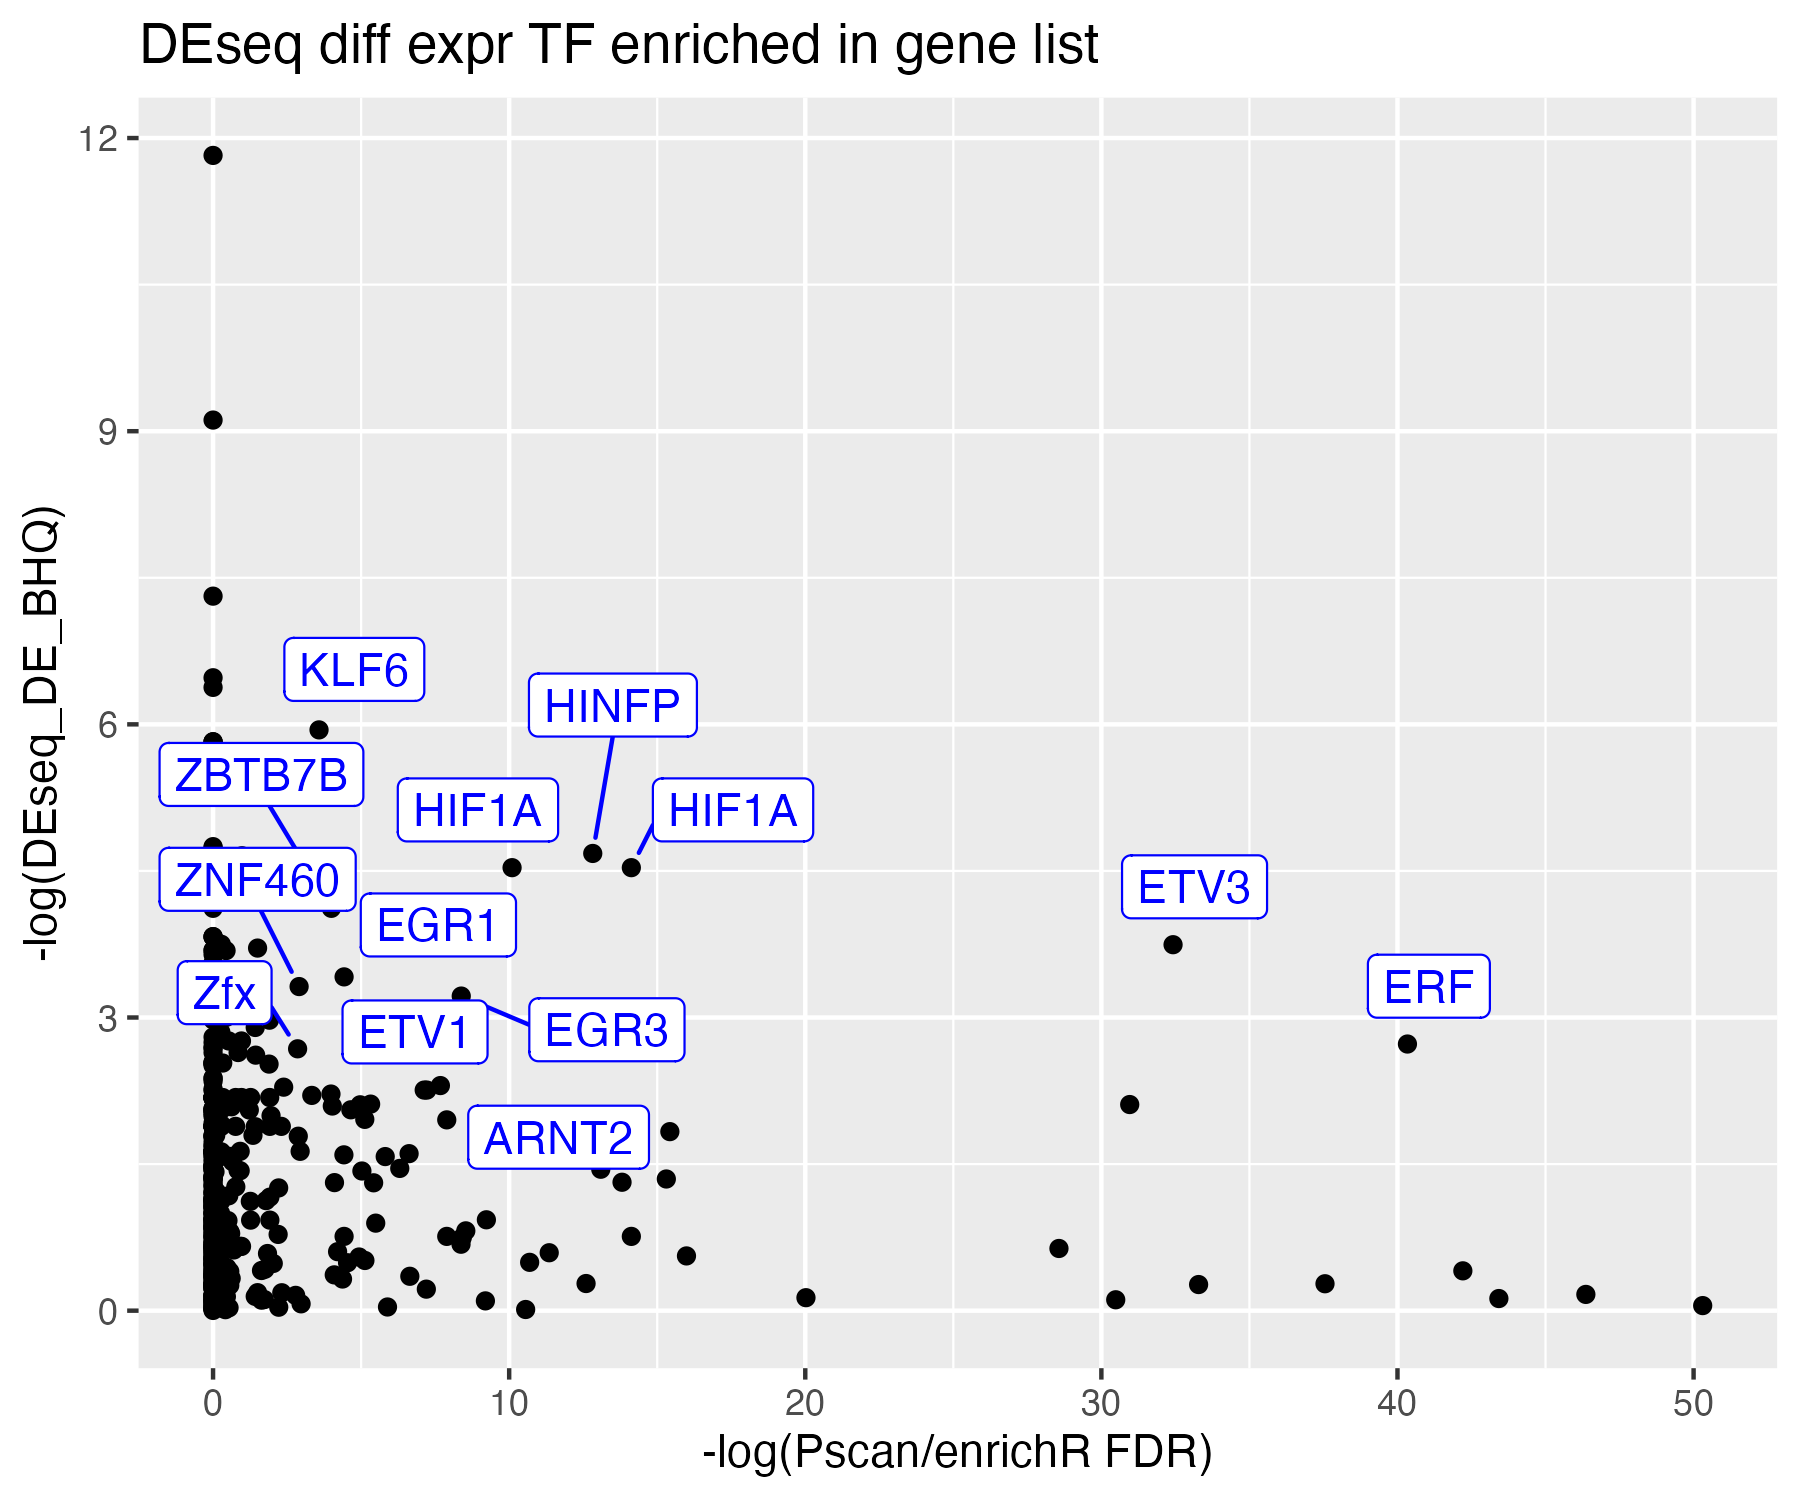 DEseq diff expr TF enriched in gene list
12
9
6
3
0
-log(DEseq_DE_BHQ)
KLF6
HINFP
ZBTB7B
HIF1A
HIF1A
ZNF460
ETV3
EGR1
Zfx
ERF
ETV1
EGR3
ARNT2
0
10
20
30
40
50
-log(Pscan/enrichR FDR)